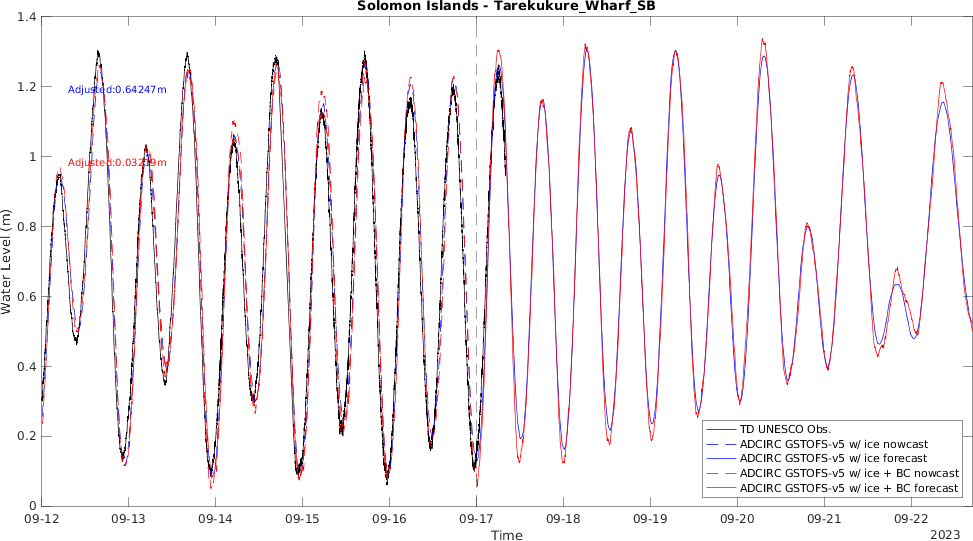 Solomon Islands - Tarekukure_Wharf_SB
1.4
1.2
1
0.8
0.6
0.4
0.2
0
Water Level (m)
Adjusted:0.64247m
Adjusted:0.03219m
TD UNESCO Obs.
ADCIRC GSTOFS-v5 w/ ice nowcast
ADCIRC GSTOFS-v5 w/ ice forecast
ADCIRC GSTOFS-v5 w/ ice + BC nowcast
ADCIRC GSTOFS-v5 w/ ice + BC forecast
09-12 09-13 09-14 09-15 09-16 09-17 09-18 09-19 09-20 09-21 09-22
Time
2023